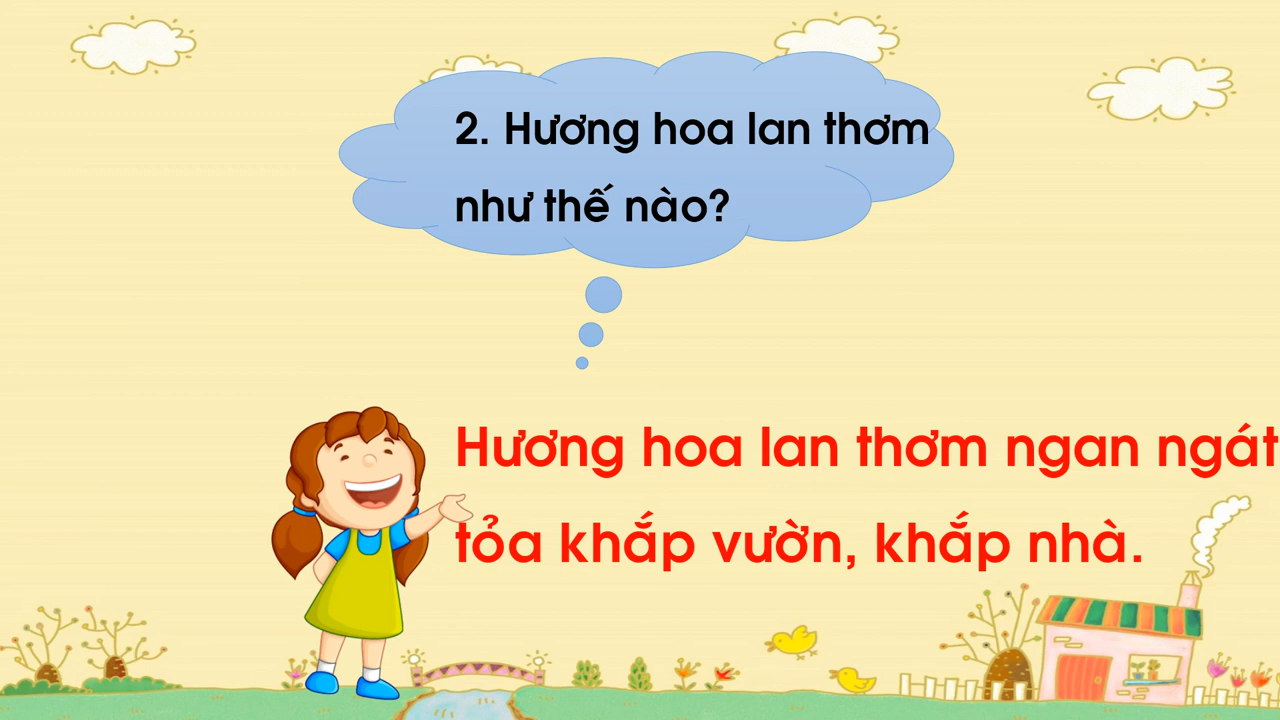 2. Hương hoa lan thơm
như thế nào?
Hương hoa lan thơm ngan ngát
tỏa khắp vườn, khắp nhà.